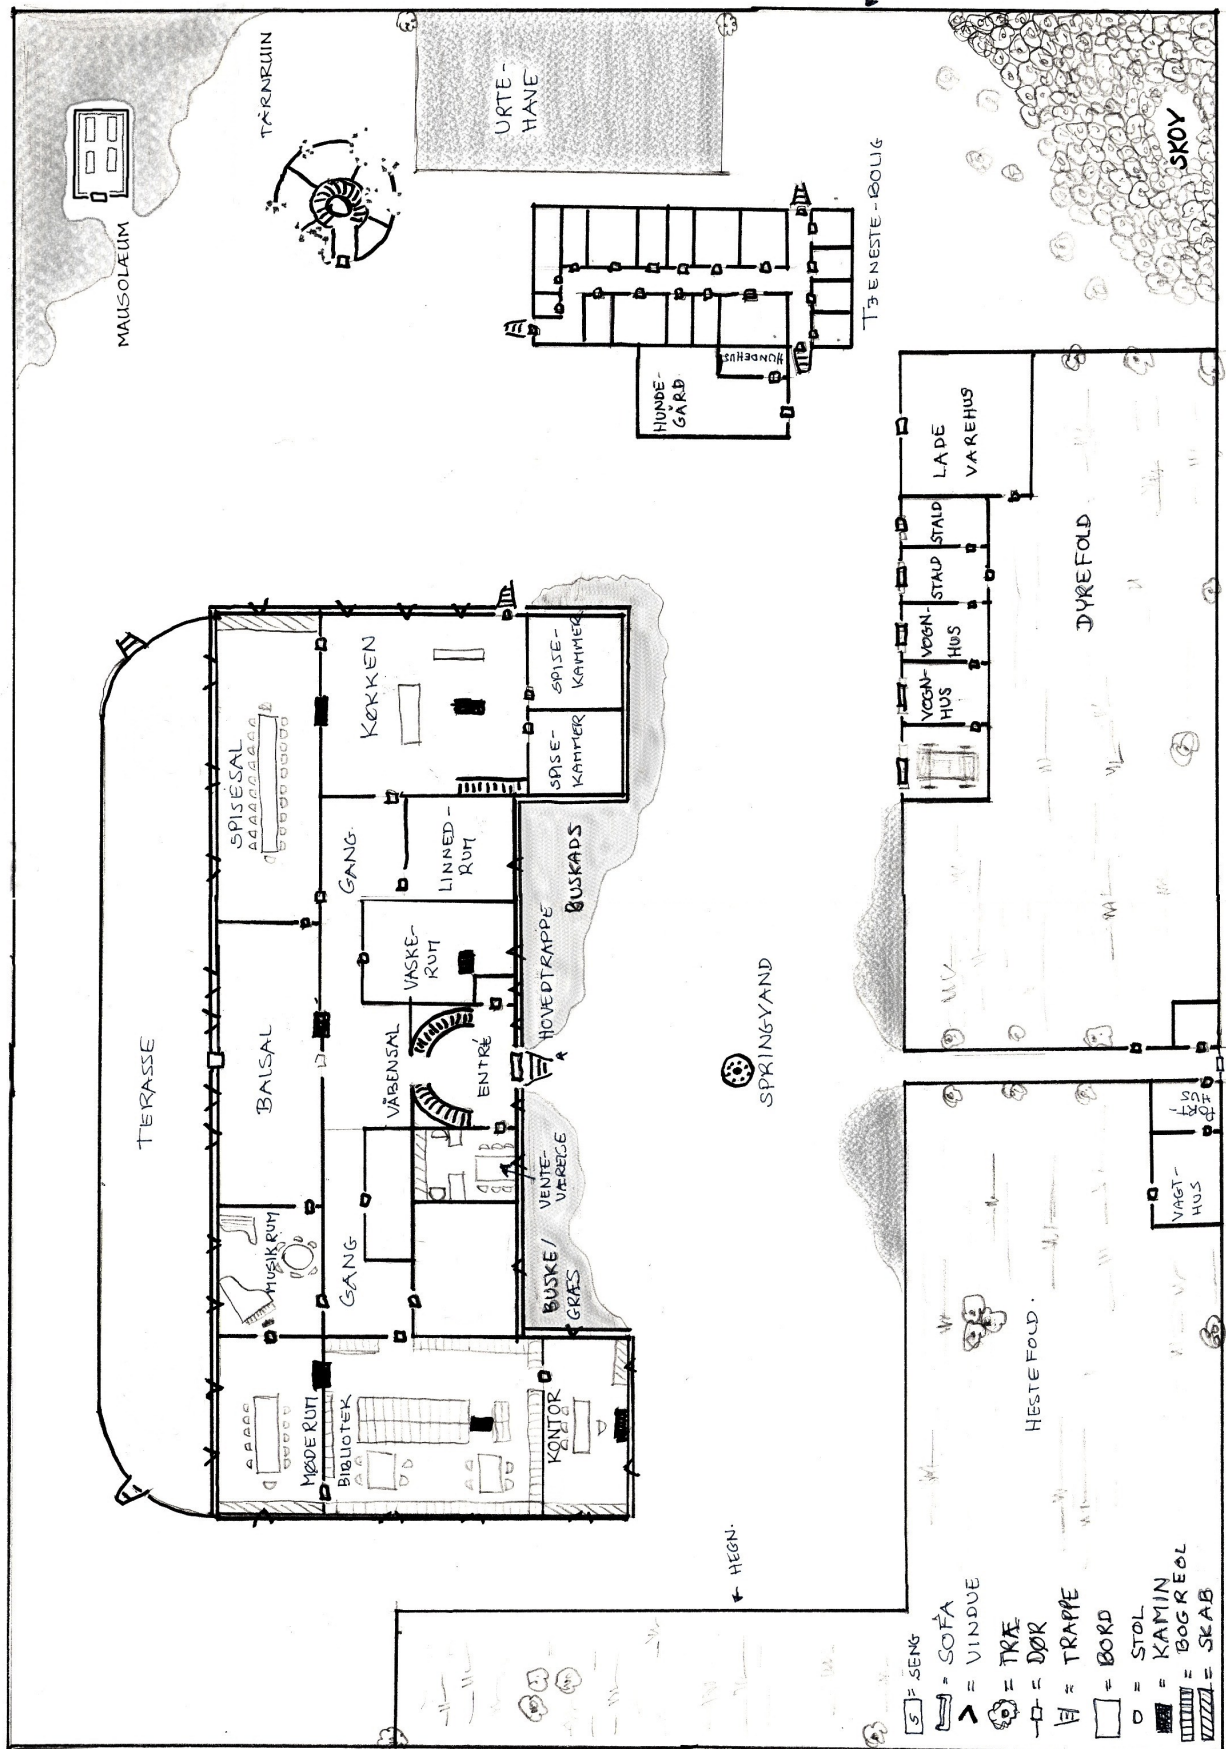 MAUSOLÆUM
TÅRNRUIN
URTE-
HAVE
TJENESTE-BOLIG
SKOV
HUNDE-
GÅRD
HUNDEHUS
TERASSE
SPISESAL
BALSAL
MUSIKRUM
MØDERUM
BIBLIOTEK
KONTOR
KØKKEN
SPISE-
KAMMER
SPISE-
KAMMER
GANG
LINNED-
RUM
VASKE-
RUM
VÅBENSAL
ENTRÉ
GANG
VENTE-
VÆRELSE
HOVEDTRAPPE
BUSKADS
BUSKE/
GRÆS
SPRINGVAND
LADE
VAREHUS
STALD
STALD
VOGN-
HUS
VOGN-
HUS
DYREFOLD
HESTEFOLD.
VAGT-
HUS
← HEGN.
S = SENG
= SOFA
= VINDUE
= TRÆ
= DØR
= TRAPPE
= BORD
= STOL
= KAMIN
= BOGREOL
= SKAB